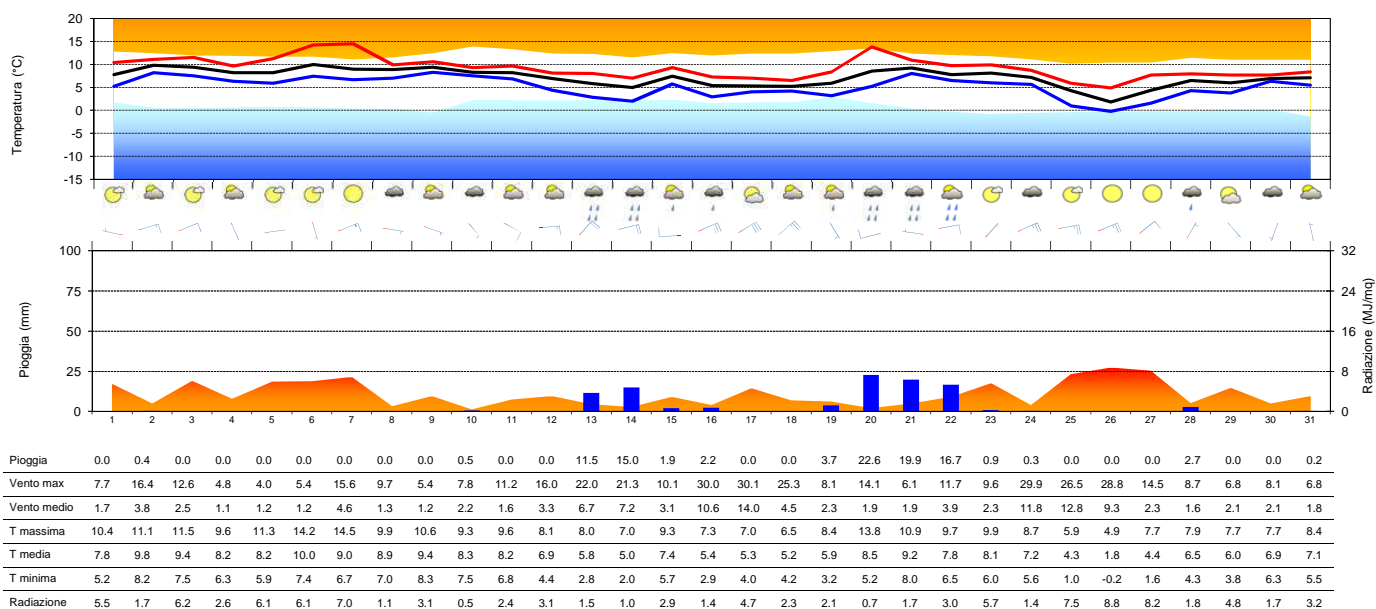 20
15
10
5
0
-5
-10
-15
Temperatura (°C)
100
75
50
25
0
Pioggia (mm)
32
24
16
8
0
Radiazione (MJ/mq)
1 2 3 4 5 6 7 8 9 10 11 12 13 14 15 16 17 18 19 20 21 22 23 24 25 26 27 28 29 30 31
Pioggia 0.0 0.4 0.0 0.0 0.0 0.0 0.0 0.0 0.0 0.5 0.0 0.0 11.5 15.0 1.9 2.2 0.0 0.0 3.7 22.6 19.9 16.7 0.9 0.3 0.0 0.0 0.0 2.7 0.0 0.0 0.2
Vento max 7.7 16.4 12.6 4.8 4.0 5.4 15.6 9.7 5.4 7.8 11.2 16.0 22.0 21.3 10.1 30.0 30.1 25.3 8.1 14.1 6.1 11.7 9.6 29.9 26.5 28.8 14.5 8.7 6.8 8.1 6.8
Vento medio 1.7 3.8 2.5 1.1 1.2 1.2 4.6 1.3 1.2 2.2 1.6 3.3 6.7 7.2 3.1 10.6 14.0 4.5 2.3 1.9 1.9 3.9 2.3 11.8 12.8 9.3 2.3 1.6 2.1 2.1 1.8
T massima 10.4 11.1 11.5 9.6 11.3 14.2 14.5 9.9 10.6 9.3 9.6 8.1 8.0 7.0 9.3 7.3 7.0 6.5 8.4 13.8 10.9 9.7 9.9 8.7 5.9 4.9 7.7 7.9 7.7 7.7 8.4
T media 7.8 9.8 9.4 8.2 8.2 10.0 9.0 8.9 9.4 8.3 8.2 6.9 5.8 5.0 7.4 5.4 5.3 5.2 5.9 8.5 9.2 7.8 8.1 7.2 4.3 1.8 4.4 6.5 6.0 6.9 7.1
T minima 5.2 8.2 7.5 6.3 5.9 7.4 6.7 7.0 8.3 7.5 6.8 4.4 2.8 2.0 5.7 2.9 4.0 4.2 3.2 5.2 8.0 6.5 6.0 5.6 1.0 -0.2 1.6 4.3 3.8 6.3 5.5
Radiazione 5.5 1.7 6.2 2.6 6.1 6.1 7.0 1.1 3.1 0.5 2.4 3.1 1.5 1.0 2.9 1.4 4.7 2.3 2.1 0.7 1.7 3.0 5.7 1.4 7.5 8.8 8.2 1.8 4.8 1.7 3.2